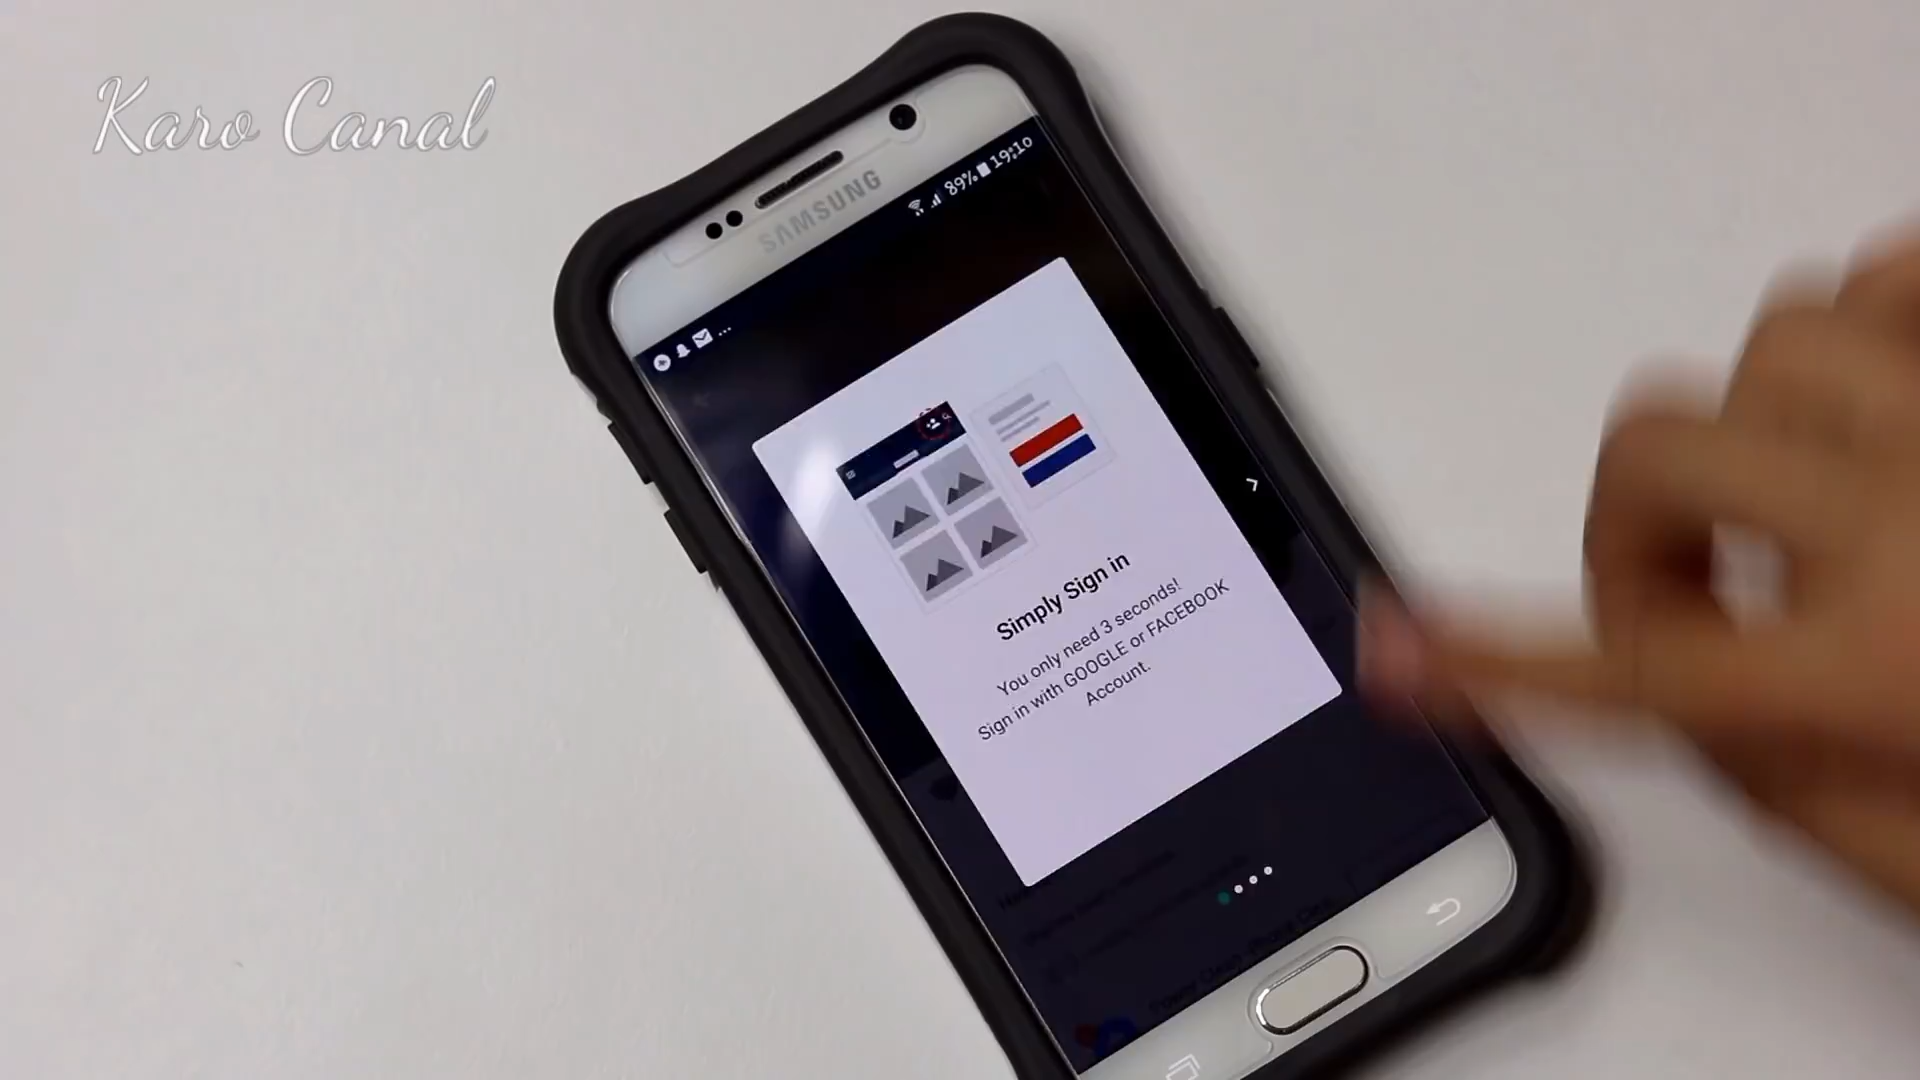 Karo Canal
SAMSUNG
89% 19:10
Simply Sign in
You only need 3 seconds!
Sign in with GOOGLE or FACEBOOK
Account.